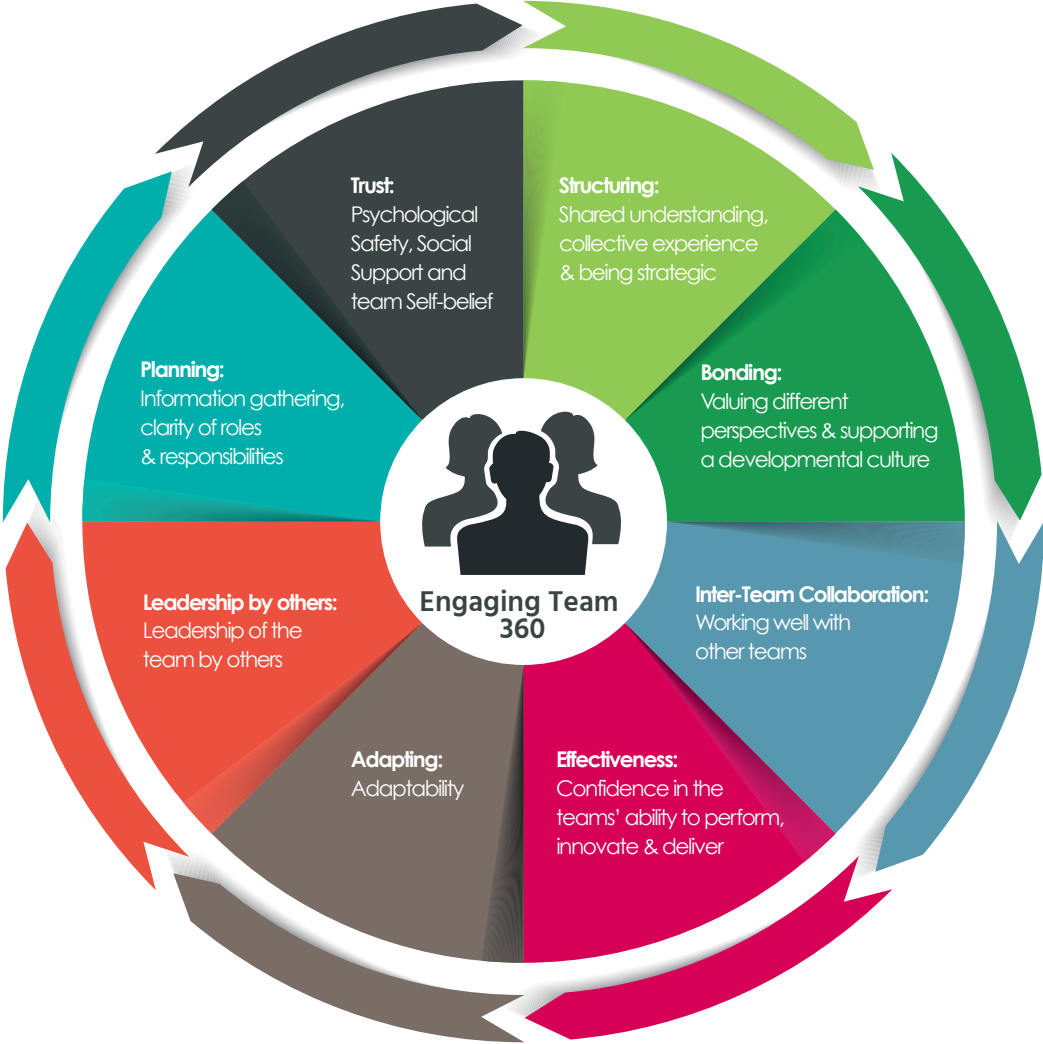 Trust:
Psychological
Safety, Social
Support and
team Self-belief
Structuring:
Shared understanding,
collective experience
& being strategic
Bonding:
Valuing different
perspectives & supporting
a developmental culture
Inter-Team Collaboration:
Working well with
other teams
Effectiveness:
Confidence in the
teams' ability to perform,
innovate & deliver
Adapting:
Adaptability
Leadership by others:
Leadership of the
team by others
Planning:
Information gathering,
clarity of roles
& responsibilities
Engaging Team
360